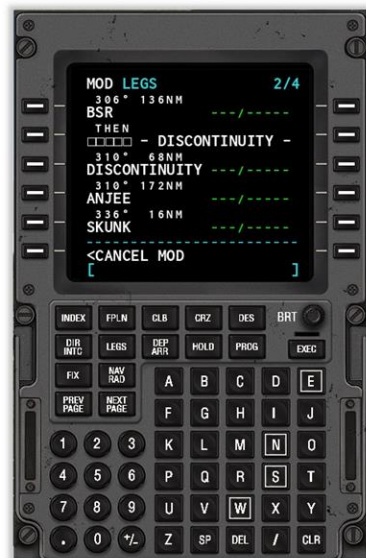 MOD LEGS 2/4
306° 136NM
BSR ---/-----
THEN
□□□□□ - DISCONTINUITY -
310° 68NM
DISCONTINUITY ---/-----
310° 172NM
ANJEE ---/-----
336° 16NM
SKUNK ---/-----
------------------------
<CANCEL MOD
[ ]
INDEX FPLN CLB CRZ DES BRT
DIR INTC LEGS DEP ARR HOLD PROG EXEC
FIX NAV RAD
PREV PAGE NEXT PAGE
A B C D E
F G H I J
1 2 3 K L M N O
4 5 6 P Q R S T
7 8 9 U V W X Y
. 0 +/- Z SP DEL / CLR